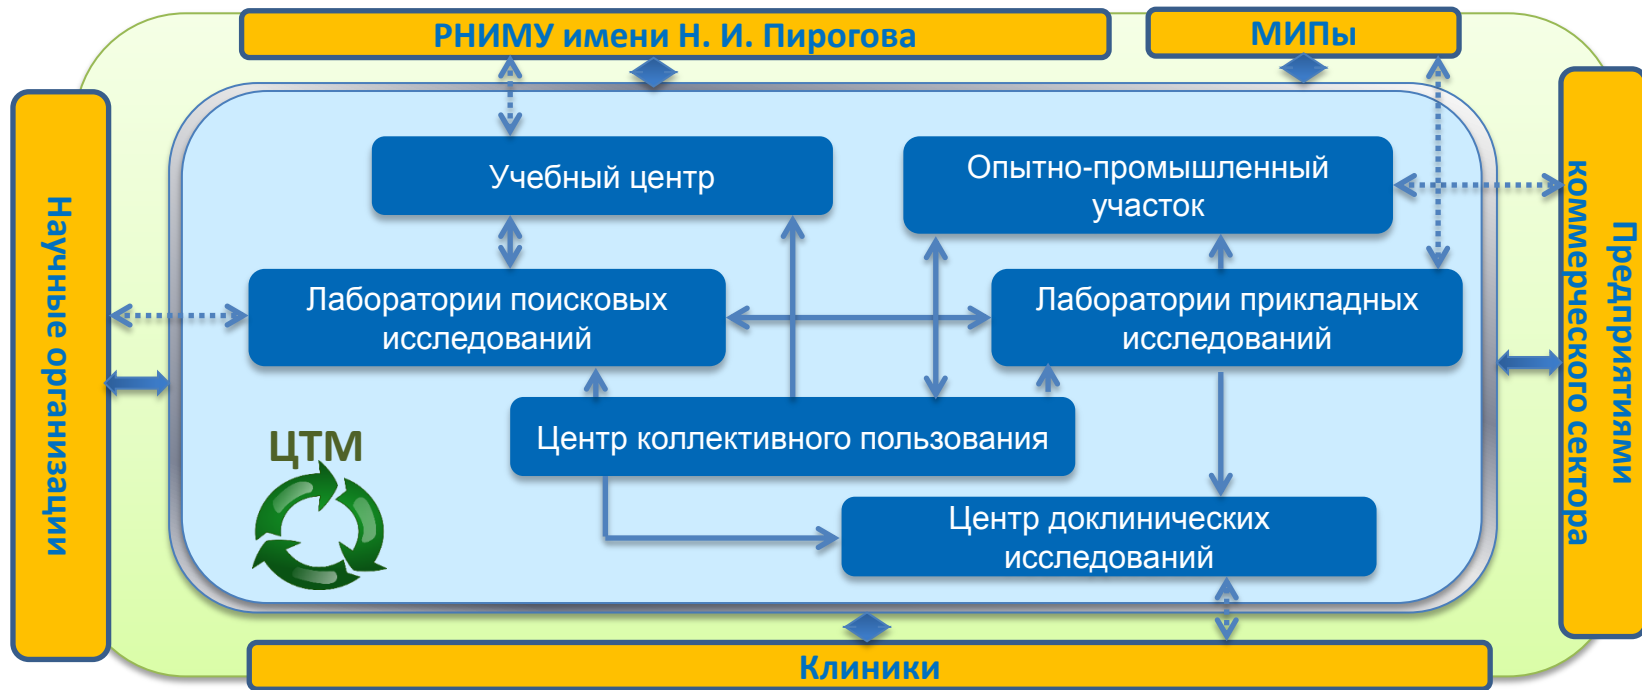 РНИМУ имени Н. И. Пирогова
МИПы
Научные организации
Учебный центр
Опытно-промышленный
участок
Предприятиями
коммерческого сектора
Лаборатории поисковых
исследований
Лаборатории прикладных
исследований
Центр коллективного пользования
ЦТМ
Центр доклинических
исследований
Клиники